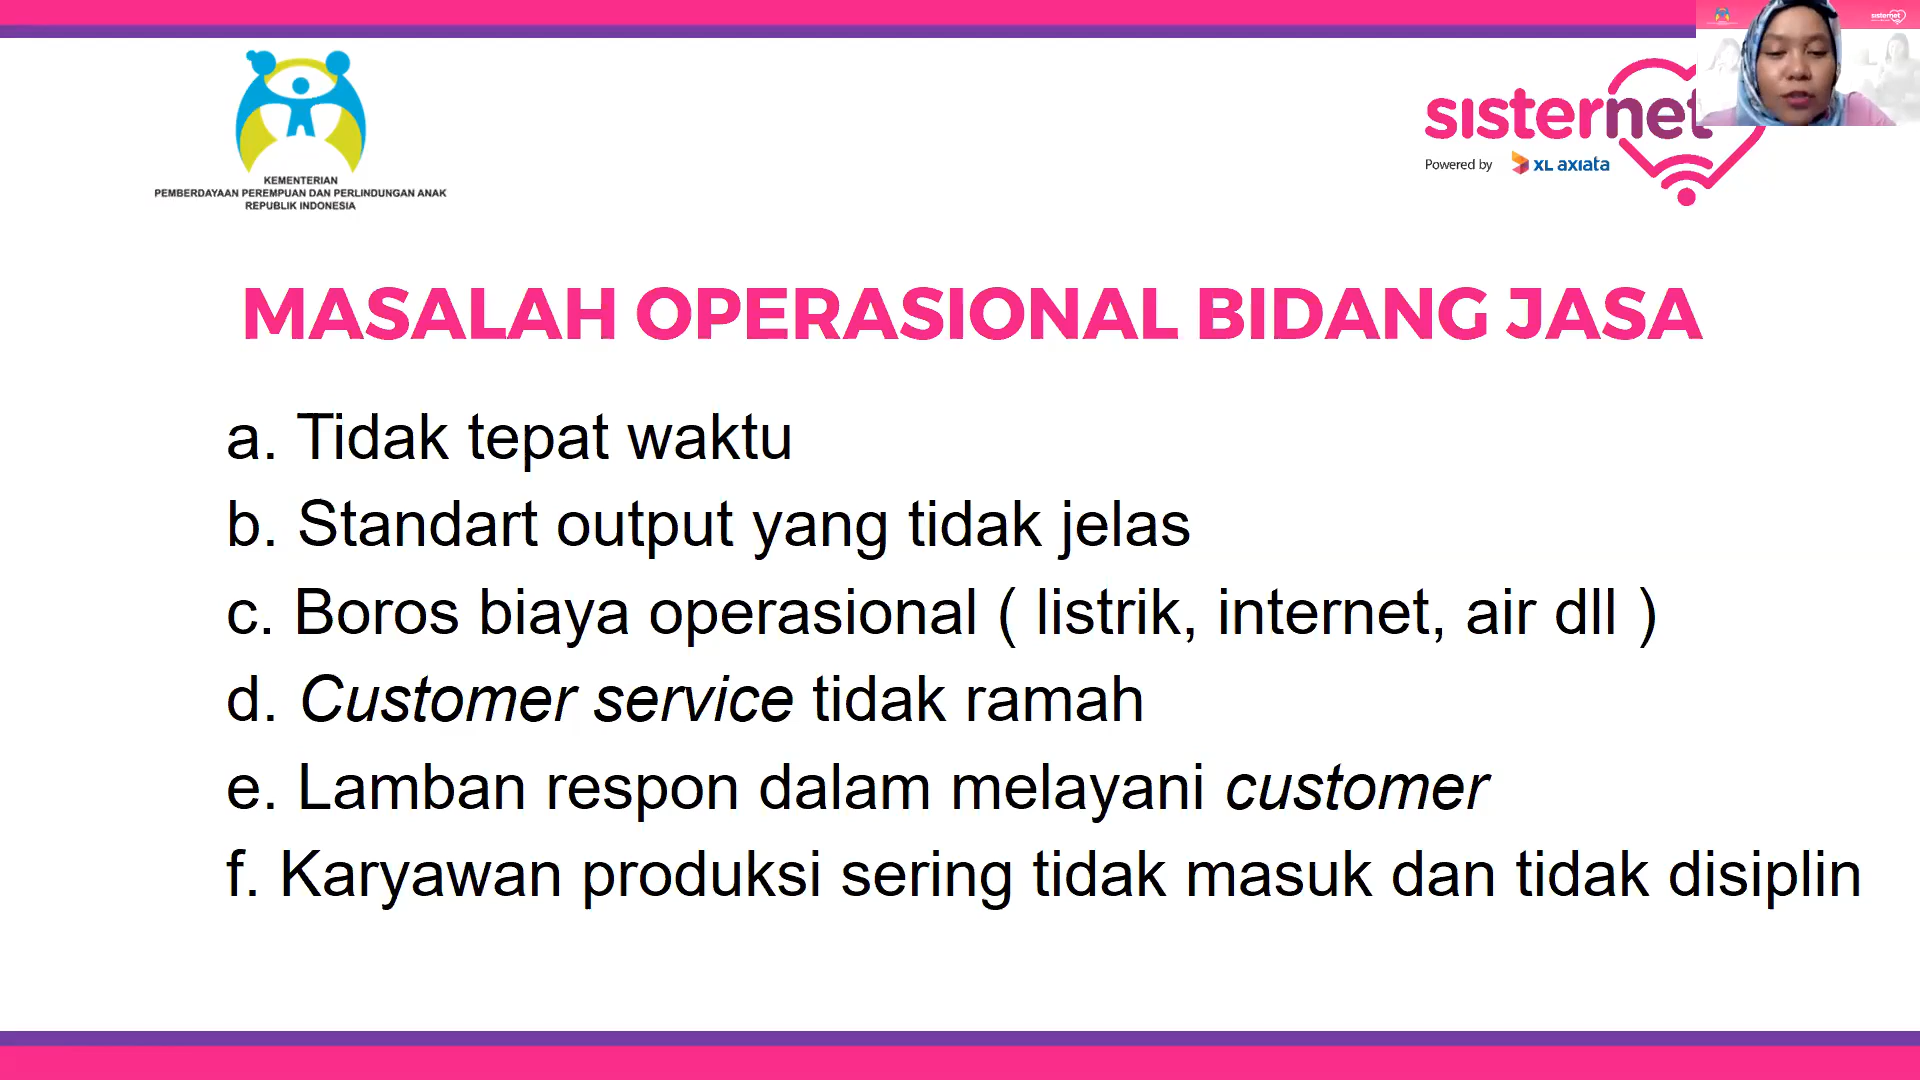 KEMENTERIAN
PEMBERDAYAAN PEREMPUAN DAN PERLINDUNGAN ANAK
REPUBLIK INDONESIA
sisternet
Powered by XL axiata
sisternet
MASALAH OPERASIONAL BIDANG JASA
a. Tidak tepat waktu
b. Standart output yang tidak jelas
c. Boros biaya operasional ( listrik, internet, air dll )
d. Customer service tidak ramah
e. Lamban respon dalam melayani customer
f. Karyawan produksi sering tidak masuk dan tidak disiplin